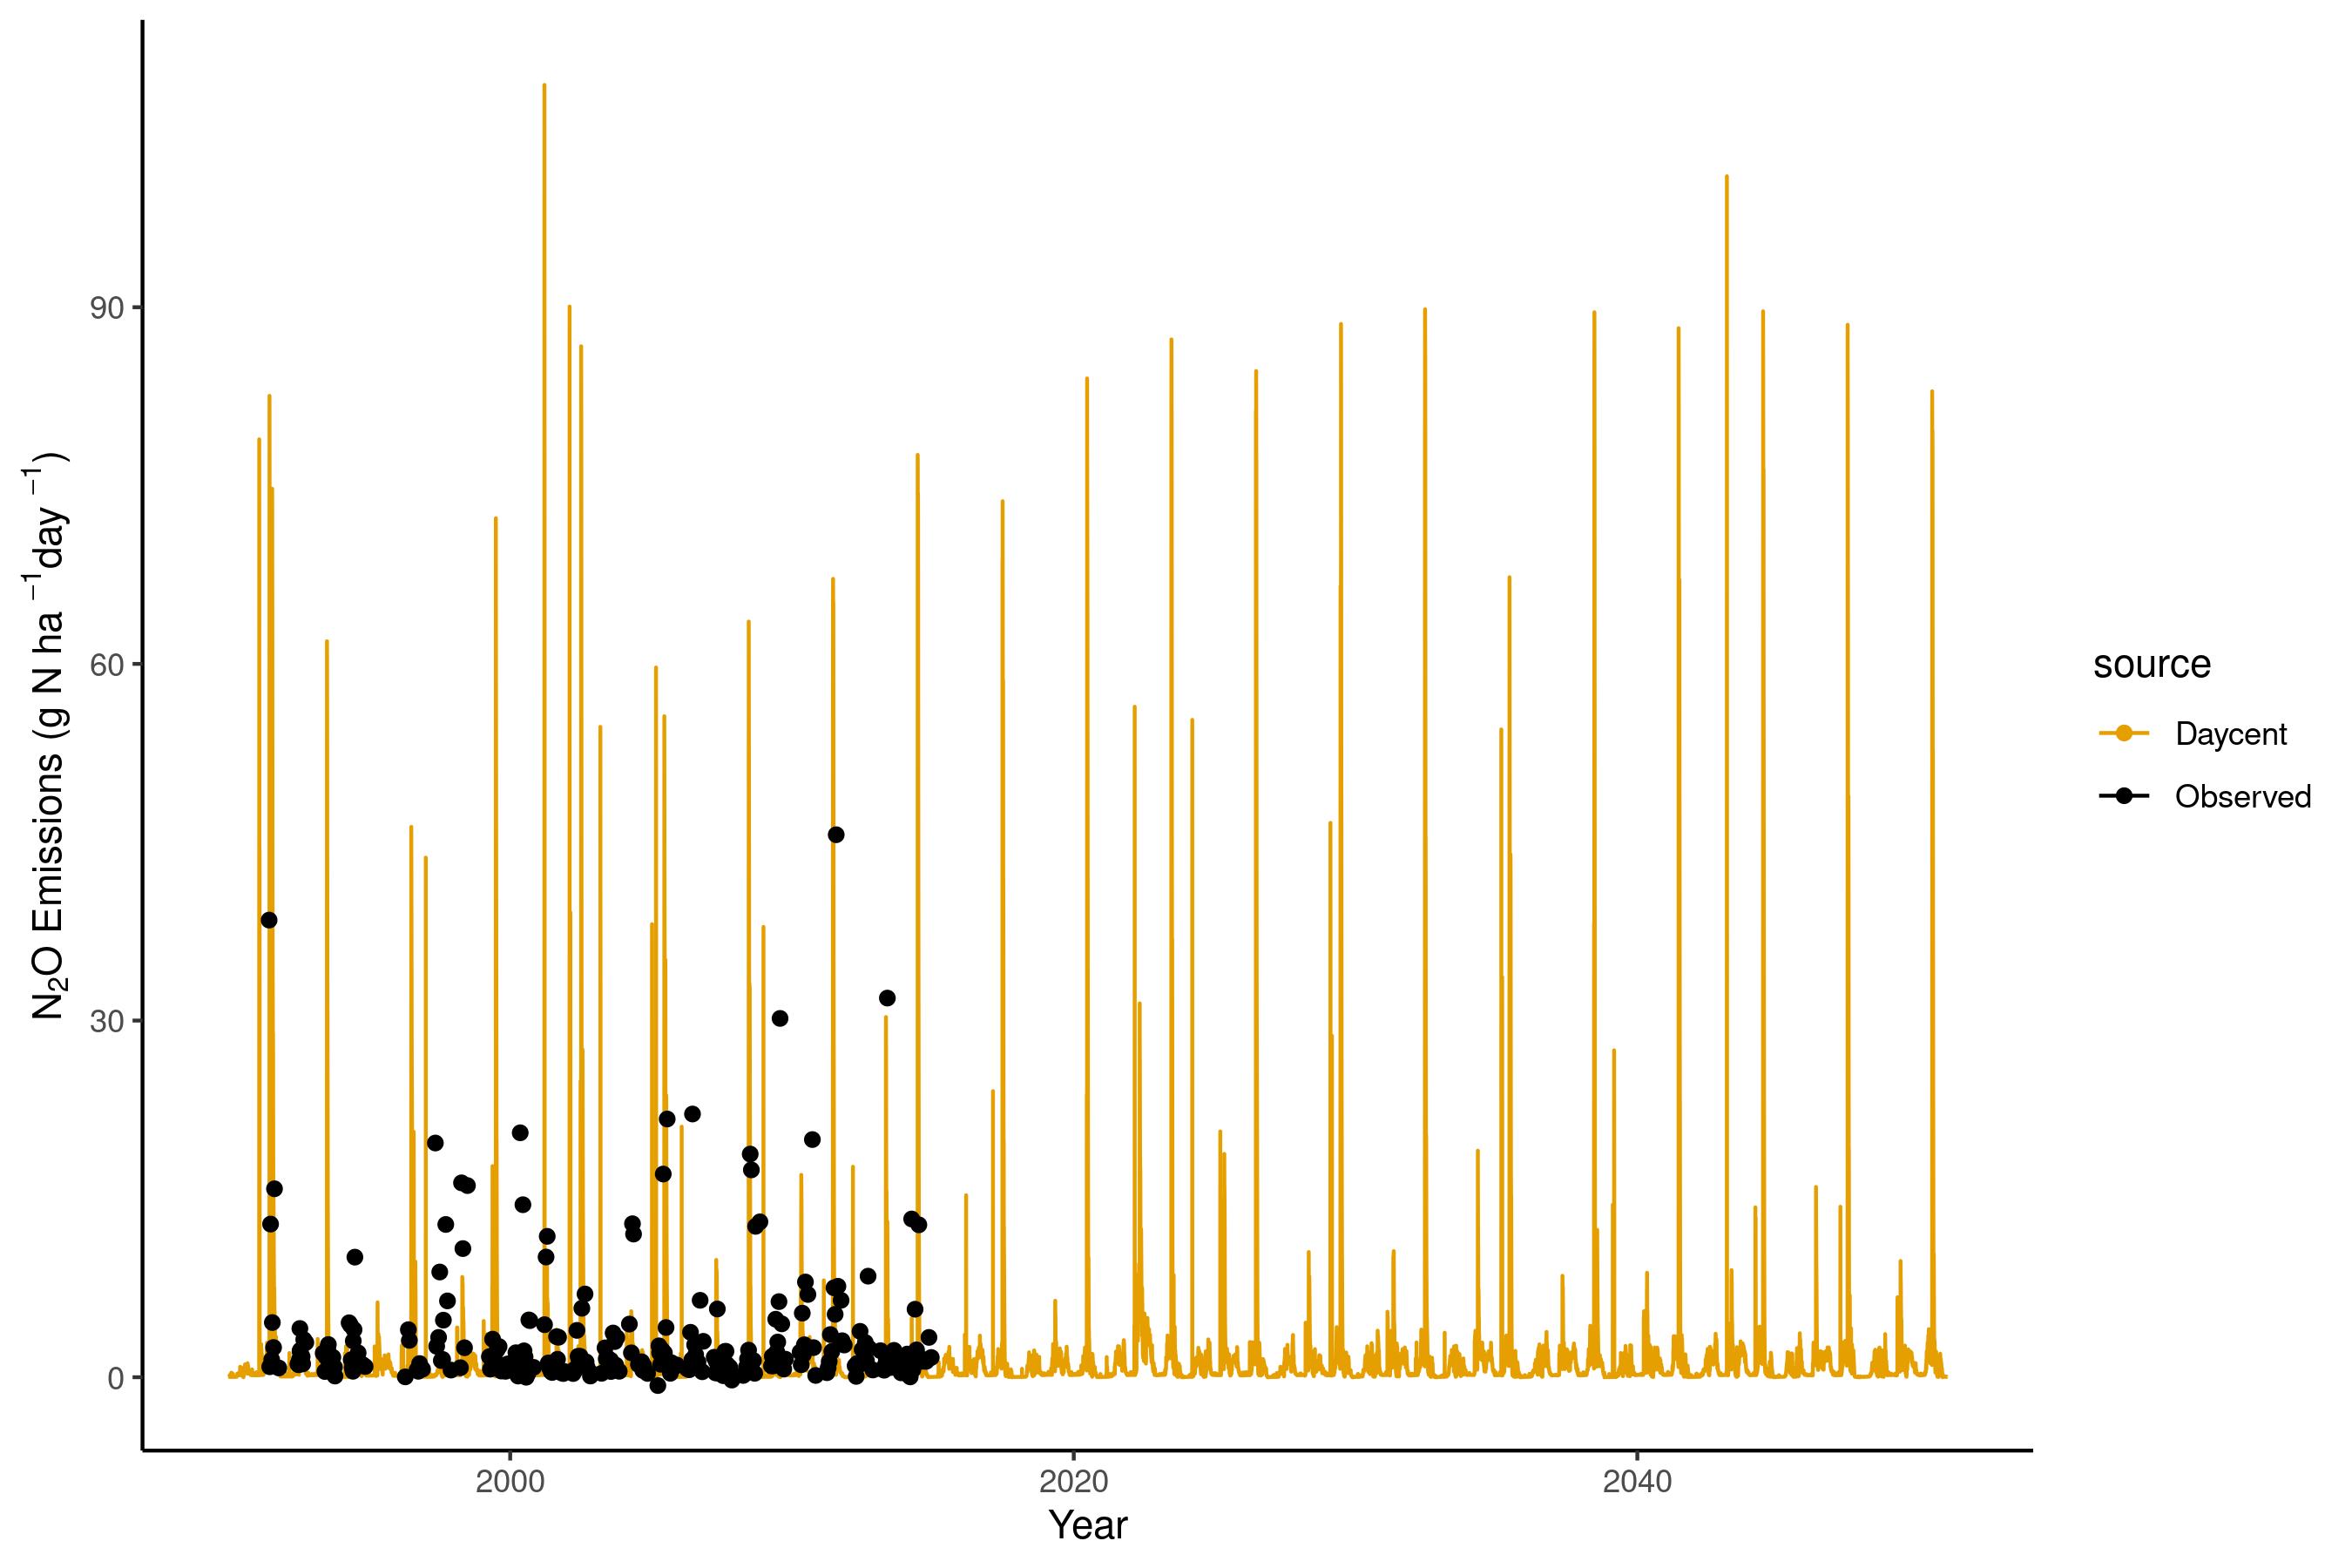 N₂O Emissions (g N ha ⁻¹day ⁻¹)
90
60
30
0
2000
2020
2040
Year
source
Daycent
Observed